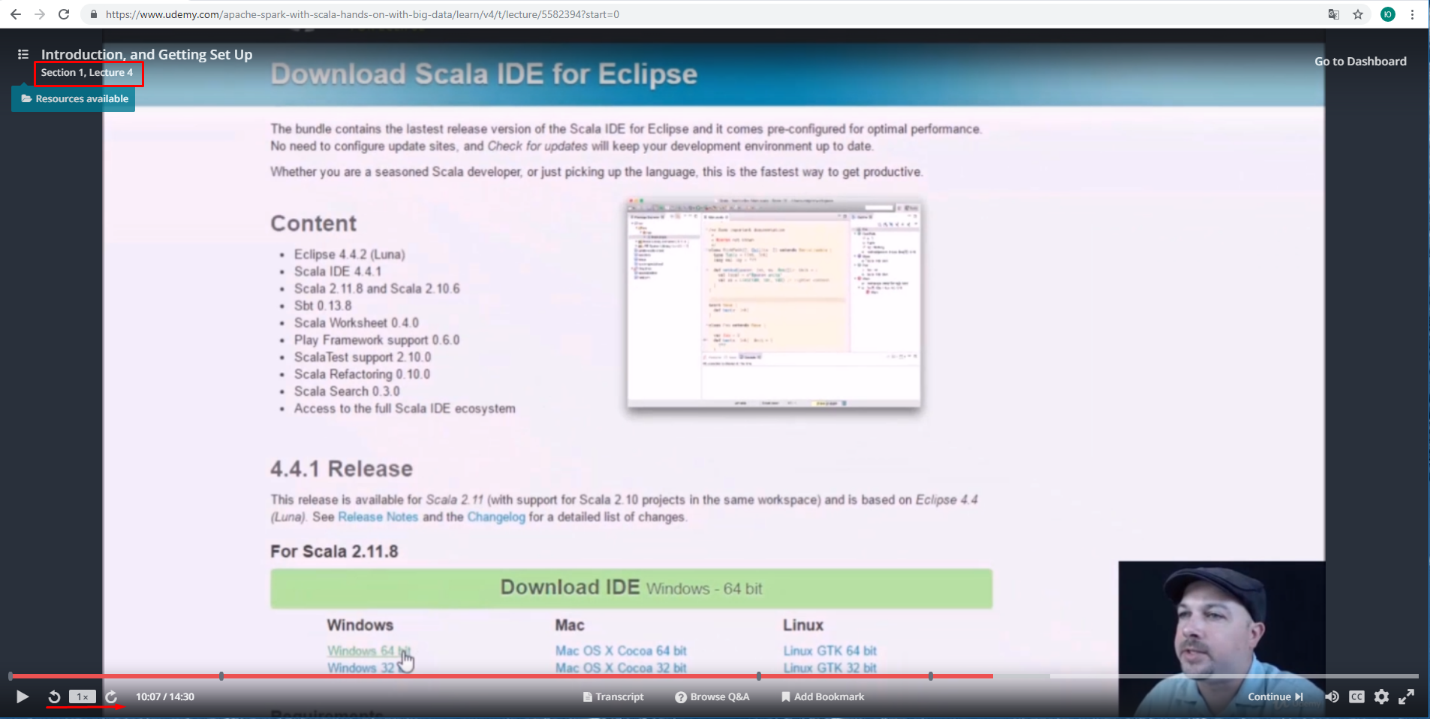 https://www.udemy.com/apache-spark-with-scala-hands-on-with-big-data/learn/v4/t/lecture/5582394?start=0
Ю
Introduction, and Getting Set Up
Section 1, Lecture 4
Go to Dashboard
Resources available
Download Scala IDE for Eclipse
The bundle contains the lastest release version of the Scala IDE for Eclipse and it comes pre-configured for optimal performance.
No need to configure update sites, and Check for updates will keep your development environment up to date.
Whether you are a seasoned Scala developer, or just picking up the language, this is the fastest way to get productive.
Content
• Eclipse 4.4.2 (Luna)
• Scala IDE 4.4.1
• Scala 2.11.8 and Scala 2.10.6
• Sbt 0.13.8
• Scala Worksheet 0.4.0
• Play Framework support 0.6.0
• ScalaTest support 2.10.0
• Scala Refactoring 0.10.0
• Scala Search 0.3.0
• Access to the full Scala IDE ecosystem
4.4.1 Release
This release is available for Scala 2.11 (with support for Scala 2.10 projects in the same workspace) and is based on Eclipse 4.4
(Luna). See Release Notes and the Changelog for a detailed list of changes.
For Scala 2.11.8
Download IDE Windows - 64 bit
Windows Mac Linux
Windows 64 bit Mac OS X Cocoa 64 bit Linux GTK 64 bit
Windows 32 Mac OS X Cocoa 32 bit Linux GTK 32 bit
1x 10:07 / 14:30 Transcript Browse Q&A Add Bookmark Continue CC
Requirements